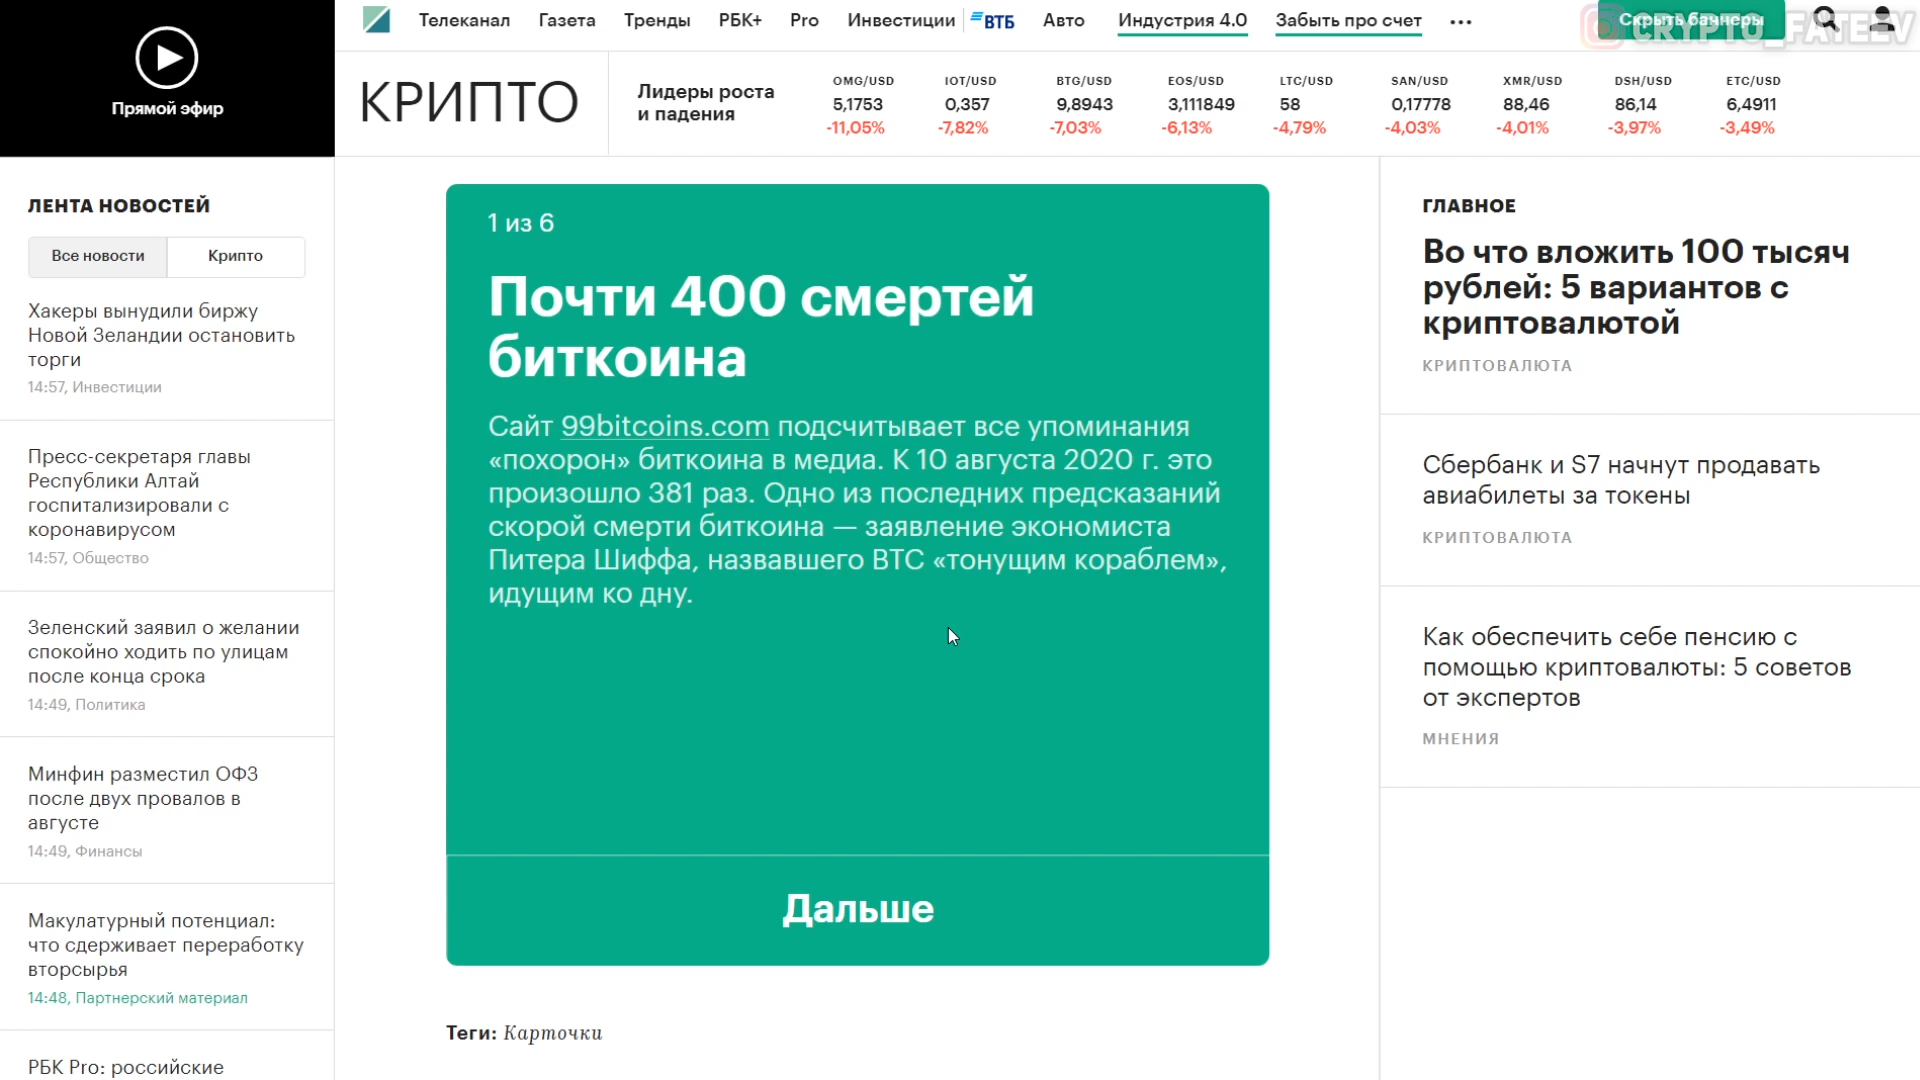 Телеканал Газета Тренды РБК+ Pro Инвестиции ВТБ Авто Индустрия 4.0 Забыть про счет ...
Скрыть баннеры
CRYPTO_FATEEV
Прямой эфир
КРИПТО
Лидеры роста
и падения
OMG/USD IOT/USD BTG/USD EOS/USD LTC/USD SAN/USD XMR/USD DSH/USD ETC/USD
5,1753 0,357 9,8943 3,111849 58 0,17778 88,46 86,14 6,4911
-11,05% -7,82% -7,03% -6,13% -4,79% -4,03% -4,01% -3,97% -3,49%
ЛЕНТА НОВОСТЕЙ
Все новости Крипто
Хакеры вынудили биржу
Новой Зеландии остановить
торги
14:57, Инвестиции
Пресс-секретаря главы
Республики Алтай
госпитализировали с
коронавирусом
14:57, Общество
Зеленский заявил о желании
спокойно ходить по улицам
после конца срока
14:49, Политика
Минфин разместил ОФЗ
после двух провалов в
августе
14:49, Финансы
Макулатурный потенциал:
что сдерживает переработку
вторсырья
14:48, Партнерский материал
РБК Pro: российские
1 из 6
Почти 400 смертей
биткоина
Сайт 99bitcoins.com подсчитывает все упоминания
«похорон» биткоина в медиа. К 10 августа 2020 г. это
произошло 381 раз. Одно из последних предсказаний
скорой смерти биткоина — заявление экономиста
Питера Шиффа, назвавшего BTC «тонущим кораблем»,
идущим ко дну.
Дальше
Теги: Карточки
ГЛАВНОЕ
Во что вложить 100 тысяч
рублей: 5 вариантов с
криптовалютой
КРИПТОВАЛЮТА
Сбербанк и S7 начнут продавать
авиабилеты за токены
КРИПТОВАЛЮТА
Как обеспечить себе пенсию с
помощью криптовалюты: 5 советов
от экспертов
МНЕНИЯ